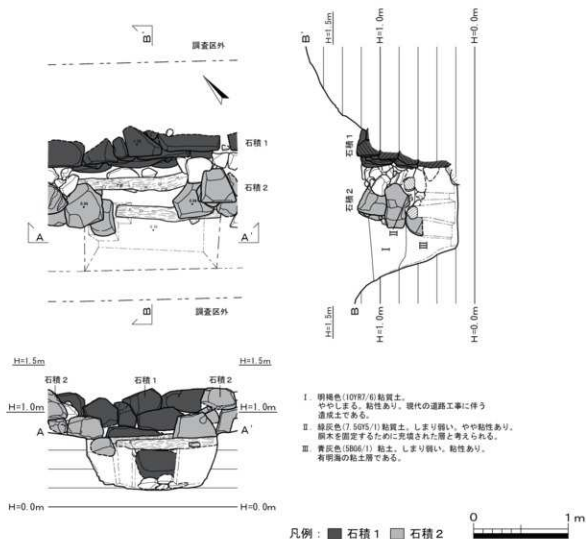 B'
調査区外
石積1
石積2
A
A'
調査区外
B
B'
H=1.5m
H=1.0m
H=0.0m
石積1
石積2
Ⅰ
Ⅱ
Ⅲ
B
H=1.5m
H=1.0m
H=0.0m
H=1.5m
H=1.5m
石積2
石積1
石積2
H=1.0m
H=1.0m
A
A'
H=0.0m
H=0.0m
Ⅰ. 明褐色(10YR7/6)粘質土。
ややしまる。粘性あり。現代の道路工事に伴う
造成土である。
Ⅱ. 緑灰色(7.5GY5/1)粘質土。しまり弱い。やや粘性あり。
胴木を固定するために充填された層と考えられる。
Ⅲ. 青灰色(5BG6/1)粘土。しまり弱い。粘性あり。
有明海の粘土層である。
凡例： 石積1 石積2
0
1m